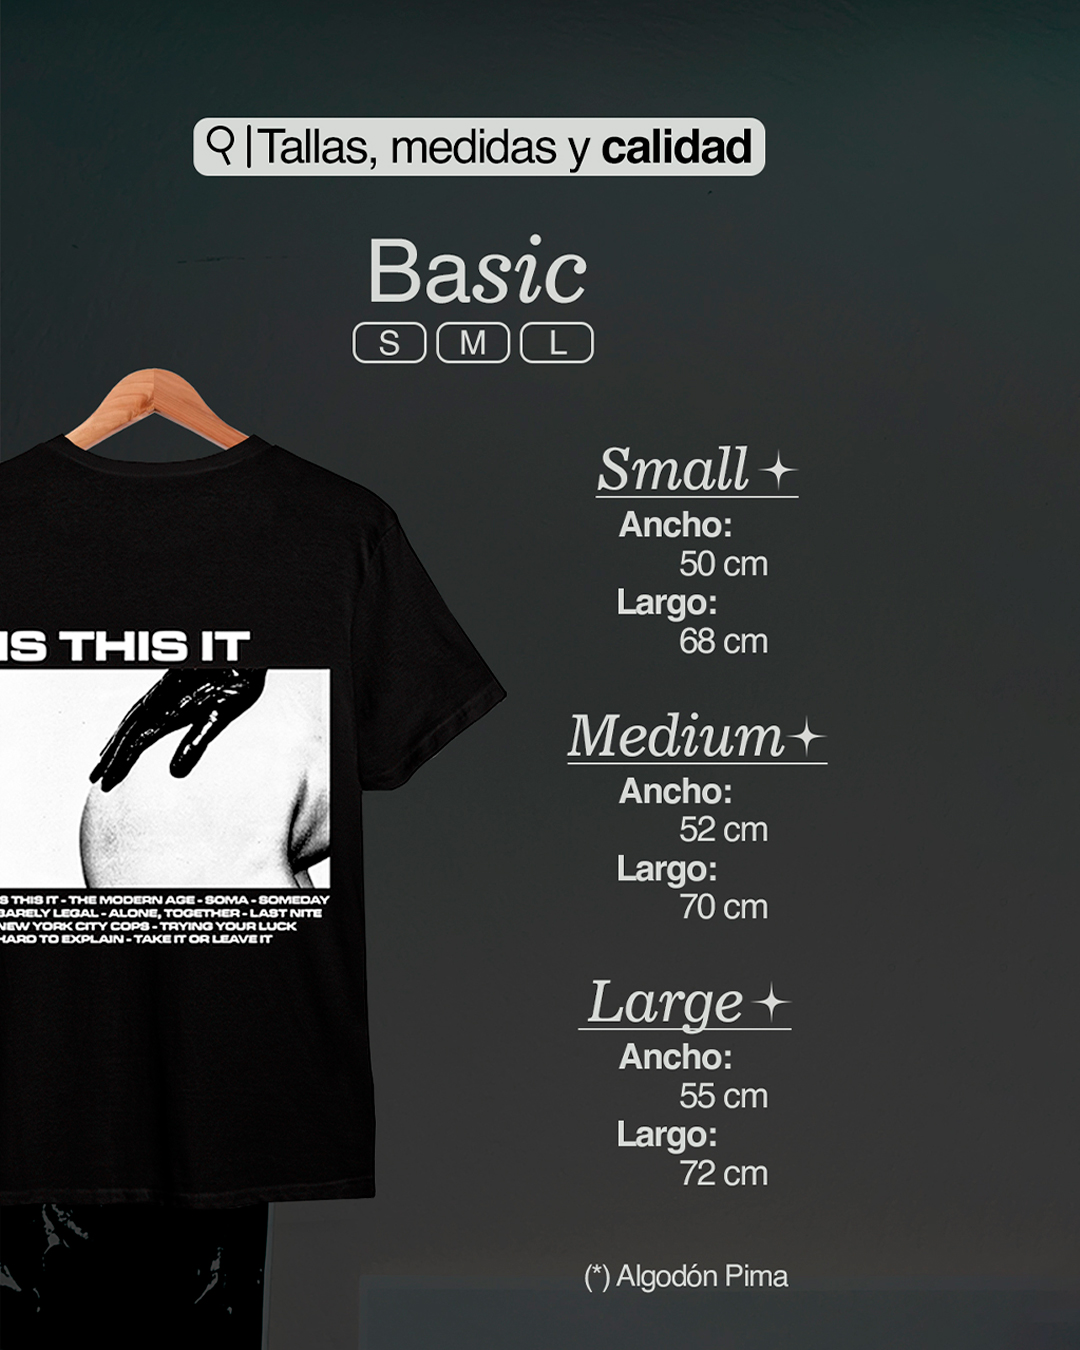 Tallas, medidas y calidad
Basic
S M L
Small
Ancho:
50 cm
Largo:
68 cm
Medium
Ancho:
52 cm
Largo:
70 cm
Large
Ancho:
55 cm
Largo:
72 cm
(*) Algodón Pima
IS THIS IT
S THIS IT - THE MODERN AGE - SOMA - SOMEDAY
BARELY LEGAL - ALONE, TOGETHER - LAST NITE
NEW YORK CITY COPS - TRYING YOUR LUCK
HARD TO EXPLAIN - TAKE IT OR LEAVE IT